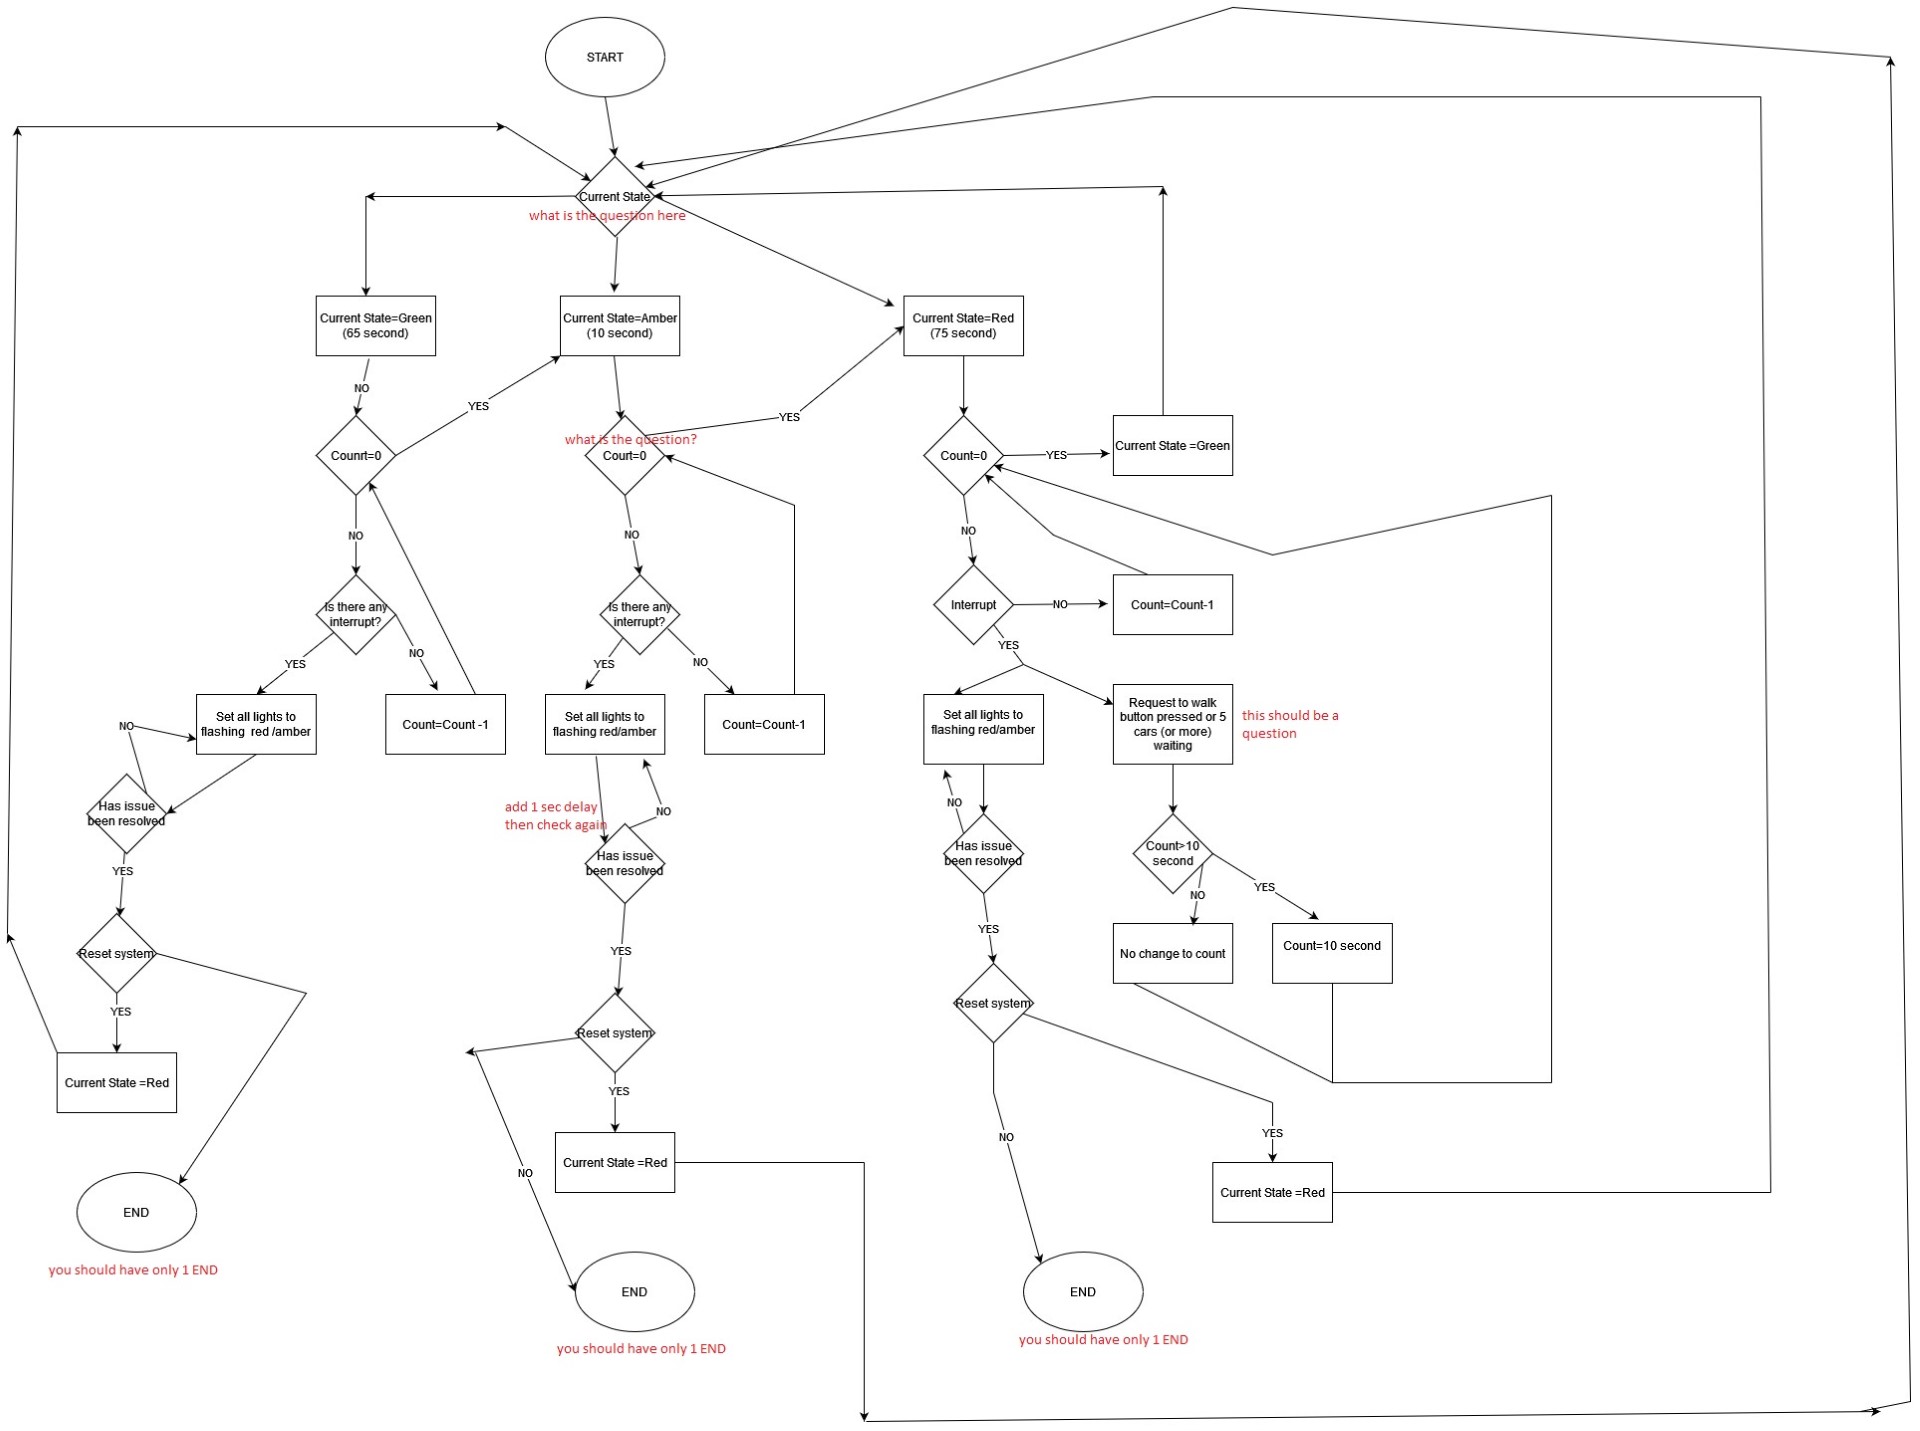 START
Current State
what is the question here
Current State=Green
(65 second)
Current State=Amber
(10 second)
Current State=Red
(75 second)
NO
YES
YES
Counrt=0
what is the question?
Court=0
Count=0
YES
Current State =Green
NO
NO
NO
Is there any
interrupt?
Is there any
interrupt?
Interrupt
NO
Count=Count-1
YES
NO
YES
NO
YES
Set all lights to
flashing  red /amber
Count=Count -1
Set all lights to
flashing red/amber
Count=Count-1
Set all lights to
flashing red/amber
Request to walk
button pressed or 5
cars (or more)
waiting
this should be a
question
NO
Has issue
been resolved
add 1 sec delay
then check again
NO
Has issue
been resolved
NO
Has issue
been resolved
Count>10
second
YES
NO
YES
No change to count
Count=10 second
YES
YES
Reset system
Reset system
Reset system
YES
YES
NO
YES
Current State =Red
NO
Current State =Red
Current State =Red
END
you should have only 1 END
END
you should have only 1 END
END
you should have only 1 END